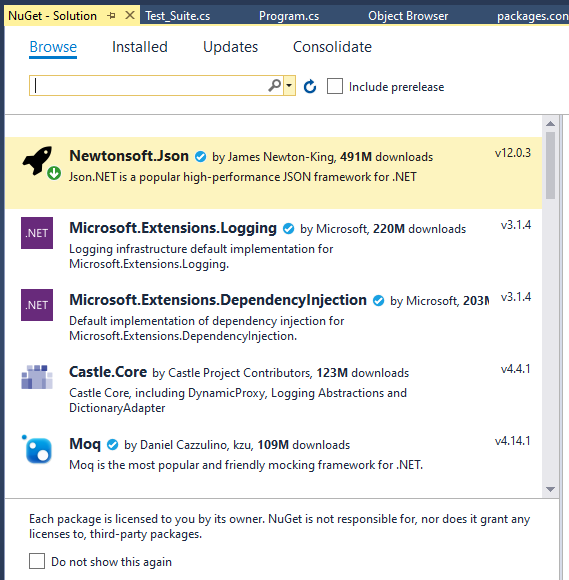 NuGet - Solution Test_Suite.cs Program.cs Object Browser packages.con
Browse Installed Updates Consolidate
Include prerelease
Newtonsoft.Json by James Newton-King, 491M downloads v12.0.3
Json.NET is a popular high-performance JSON framework for .NET
.NET Microsoft.Extensions.Logging by Microsoft, 220M downloads v3.1.4
Logging infrastructure default implementation for
Microsoft.Extensions.Logging.
.NET Microsoft.Extensions.DependencyInjection by Microsoft, 203M v3.1.4
Default implementation of dependency injection for
Microsoft.Extensions.DependencyInjection.
Castle.Core by Castle Project Contributors, 123M downloads v4.4.1
Castle Core, including DynamicProxy, Logging Abstractions and
DictionaryAdapter
Moq by Daniel Cazzulino, kzu, 109M downloads v4.14.1
Moq is the most popular and friendly mocking framework for .NET.
Each package is licensed to you by its owner. NuGet is not responsible for, nor does it grant any
licenses to, third-party packages.
Do not show this again